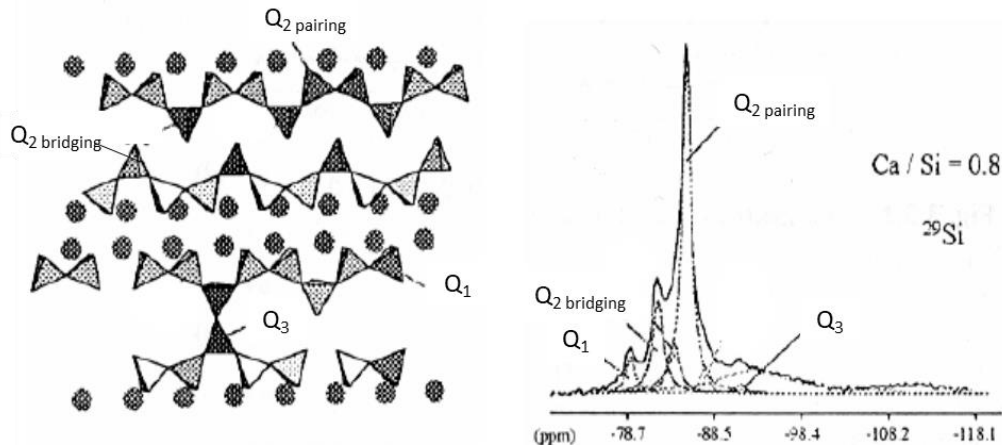 Q2 pairing
Q2 bridging
Q1
Q3
Q2 pairing
Ca / Si = 0.8
29Si
Q2 bridging
Q1
Q3
(ppm) -78.7 -88.5 -98.4 -108.2 -118.1